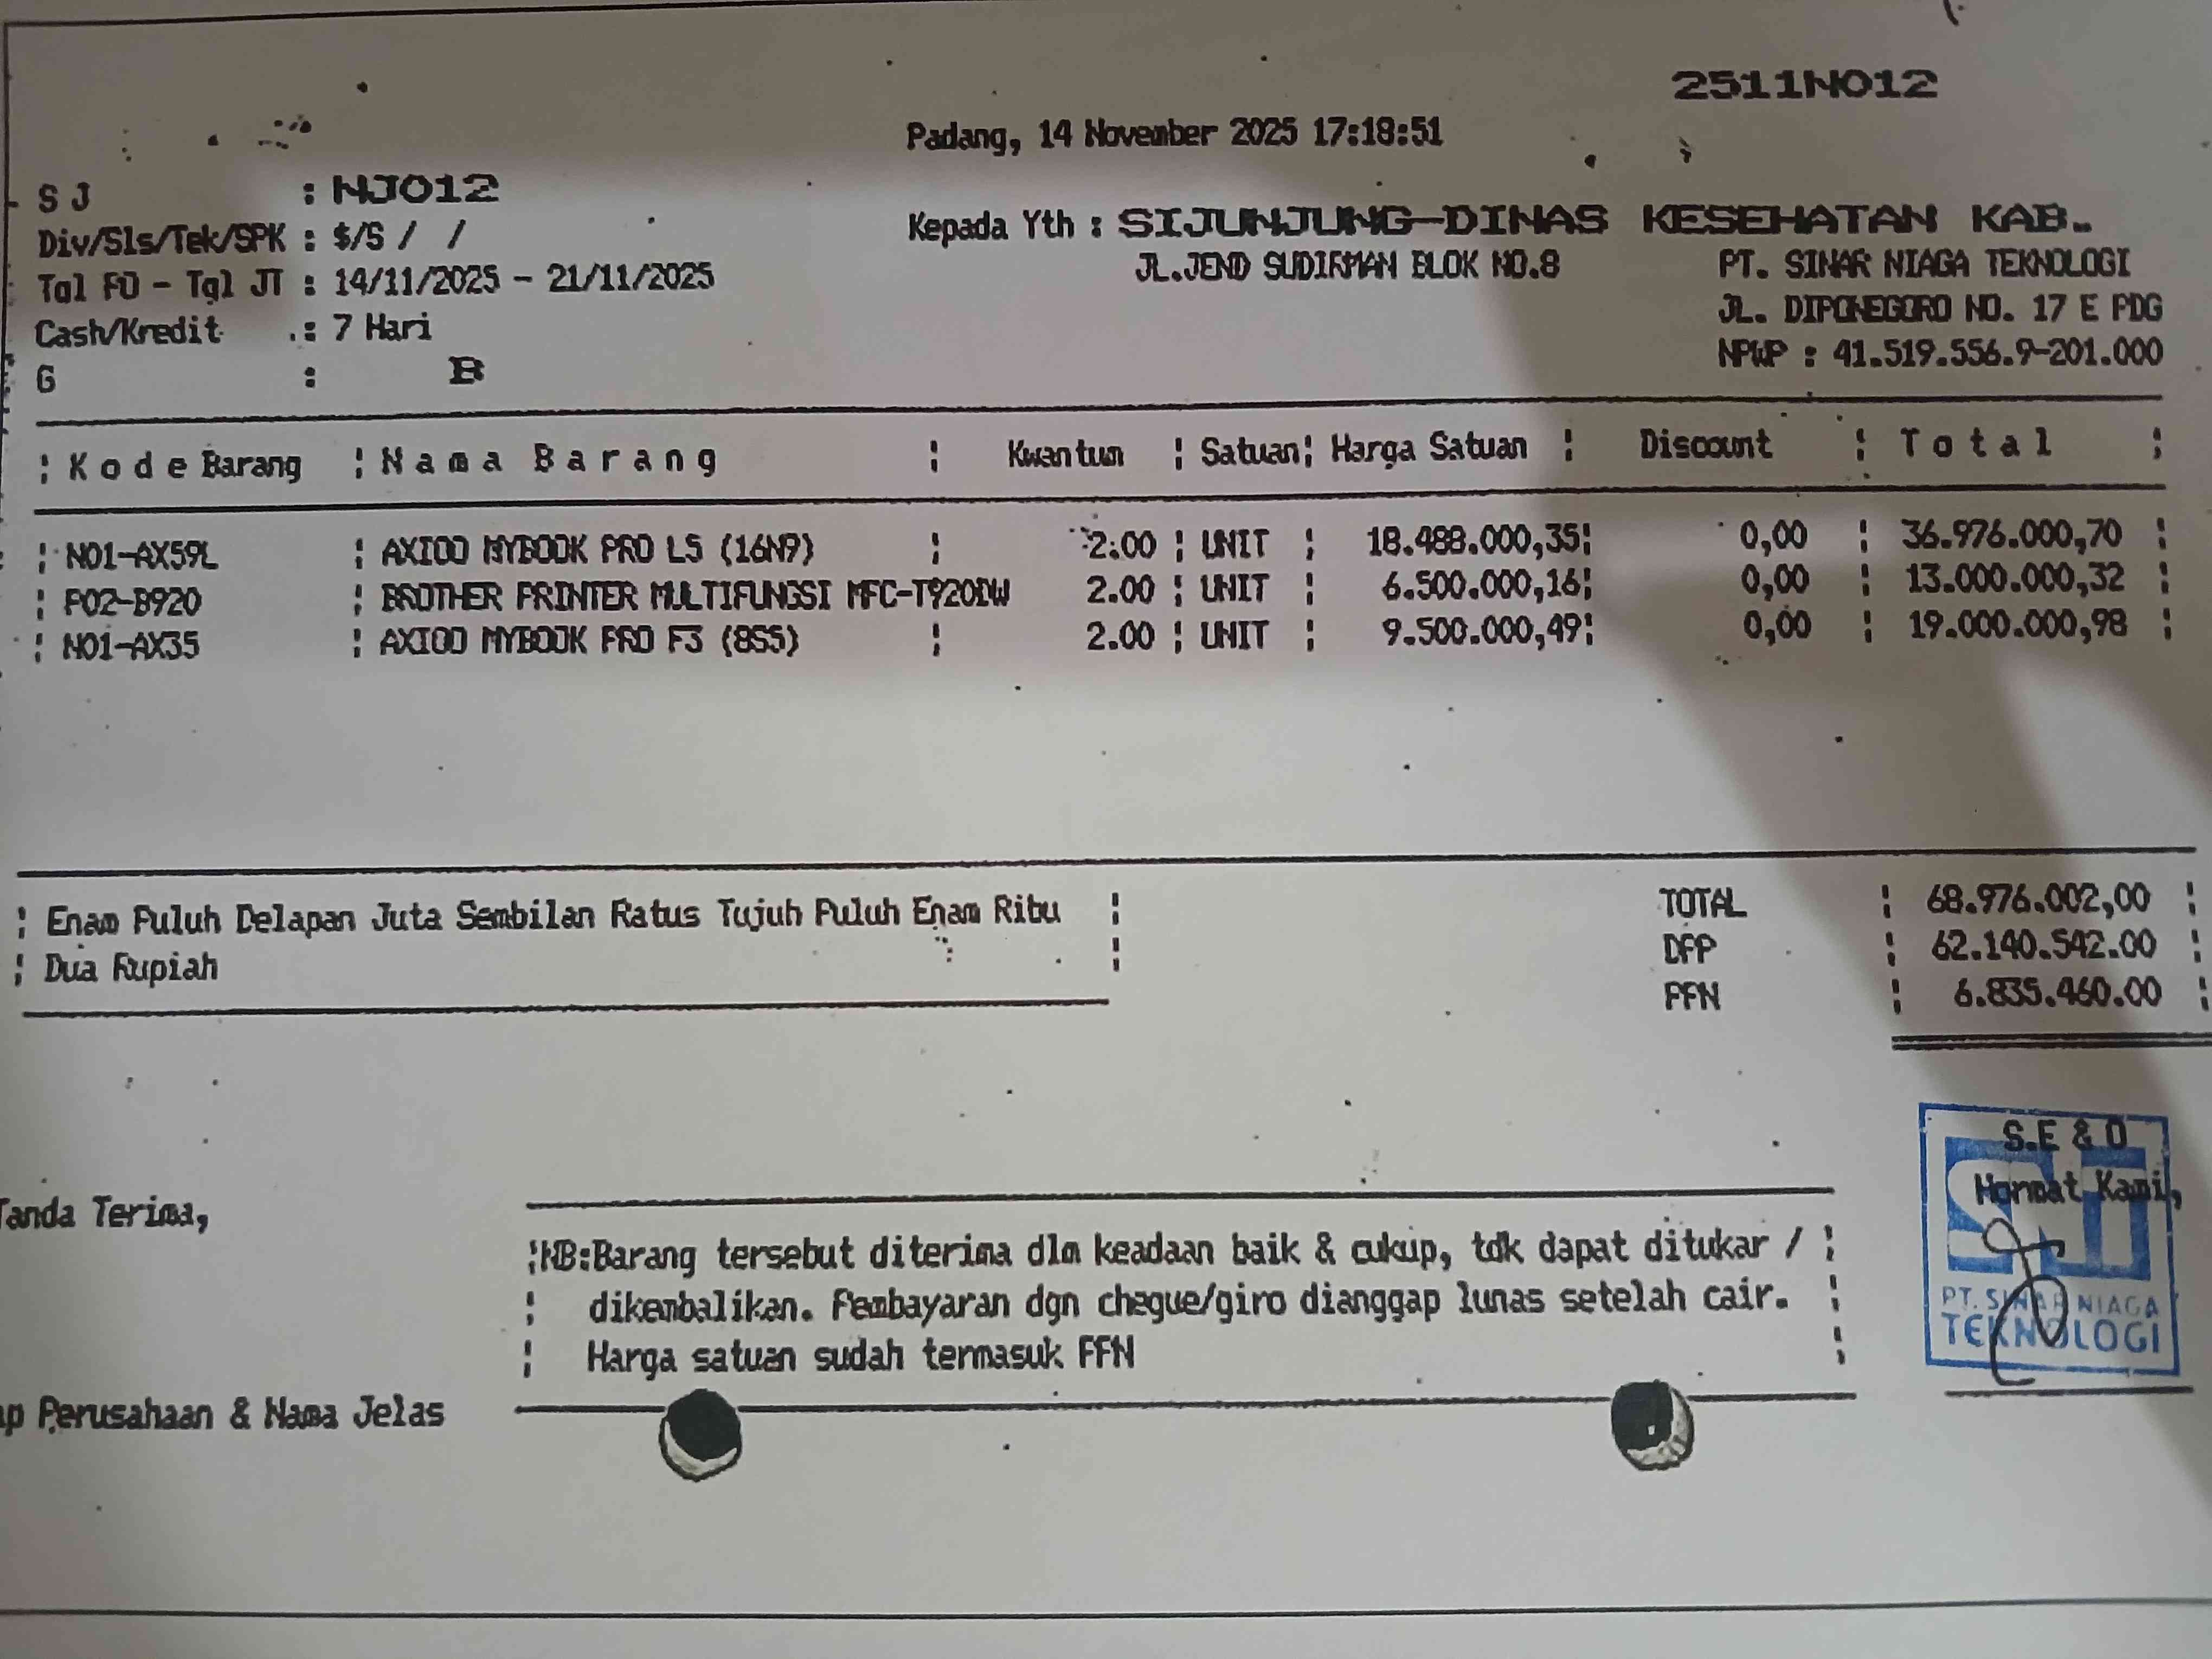 2511NO12
Padang, 14 November 2025 17:18:51
S J : NJO12
Div/Sls/Tek/SPK : $/S / /
Kepada Yth : SIJUNJUNG-DINAS KESEHATAN KAB.
Tgl FO - Tgl JT : 14/11/2025 - 21/11/2025
JL.JEND SUDIRMAN BLOK NO.8
PT. SINAR NIAGA TEKNOLOGI
Cash/Kredit : 7 Hari
JL. DIPONEGORO NO. 17 E PDG
G : B
NPWP : 41.519.556.9-201.000
¦ K o d e Barang ¦ N a m a B a r a n g ¦ Kwantum ¦ Satuan¦ Harga Satuan ¦ Discount ¦ T o t a l ¦
¦ N01-AX59L ¦ AXIOO MYBOOK PRO L5 (16N9) ¦ 2.00 ¦ UNIT ¦ 18.488.000,35¦ 0,00 ¦ 36.976.000,70 ¦
¦ P02-B920 ¦ BROTHER PRINTER MULTIFUNGSI MFC-T920DW 2.00 ¦ UNIT ¦ 6.500.000,16¦ 0,00 ¦ 13.000.000,32 ¦
¦ N01-AX35 ¦ AXIOO MYBOOK PRO F3 (8S5) ¦ 2.00 ¦ UNIT ¦ 9.500.000,49¦ 0,00 ¦ 19.000.000,98 ¦
¦ Enam Puluh Delapan Juta Sembilan Ratus Tujuh Puluh Enam Ribu ¦ TOTAL ¦ 68.976.002,00 ¦
¦ Dua Rupiah ¦ DPP ¦ 62.140.542.00 ¦
PPN ¦ 6.835.460.00 ¦
S.E & O
Tanda Terima,
Hormat Kami,
¦NB:Barang tersebut diterima dlm keadaan baik & cukup, tdk dapat ditukar / ¦
¦ dikembalikan. Pembayaran dgn cheque/giro dianggap lunas setelah cair. ¦
¦ Harga satuan sudah termasuk PPN ¦
PT. SINAR NIAGA
TEKNOLOGI
ap Perusahaan & Nama Jelas